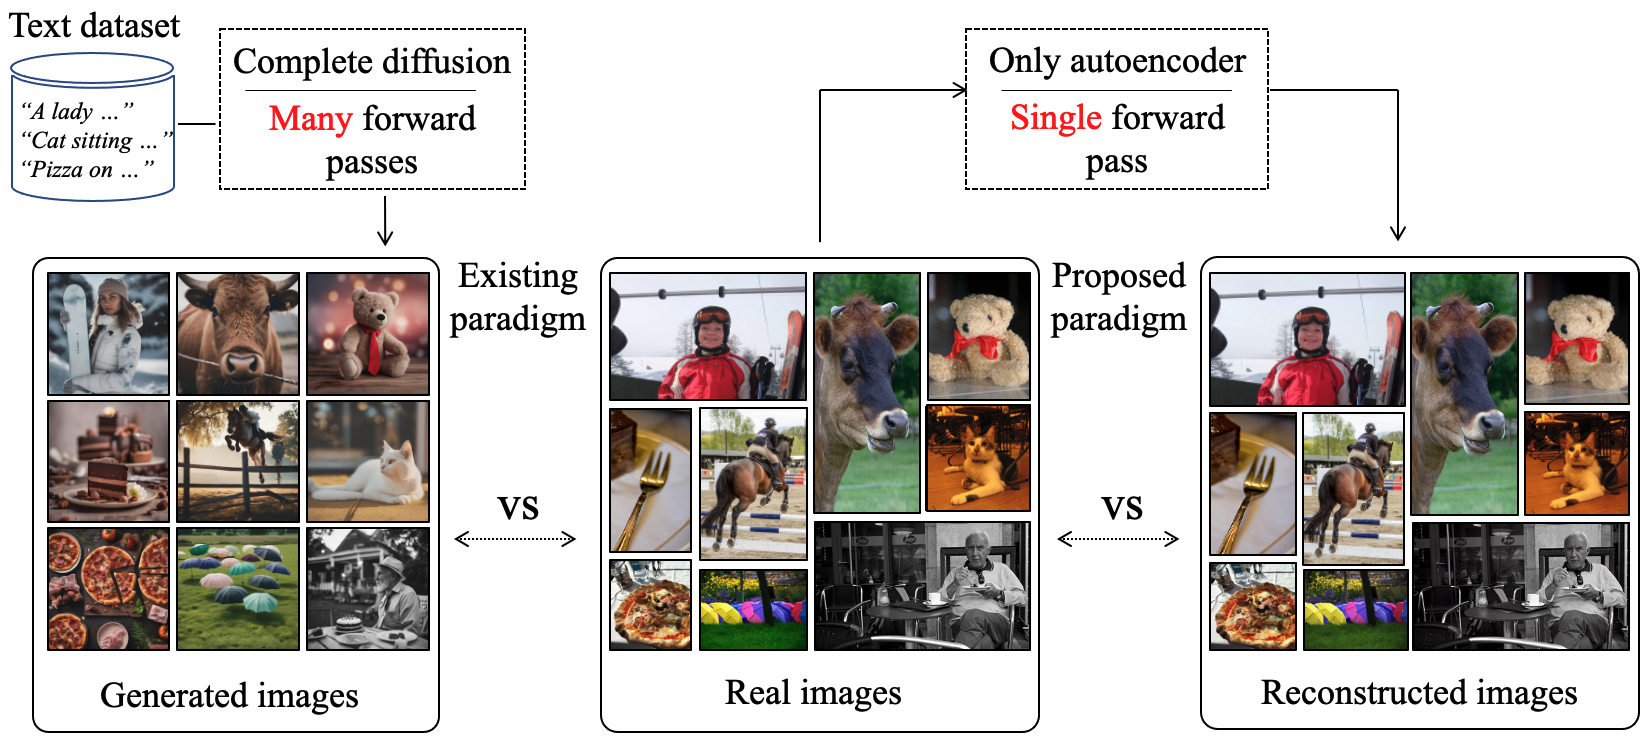 Text dataset
“A lady ...”
“Cat sitting ...”
“Pizza on ...”
Complete diffusion
Many forward
passes
Only autoencoder
Single forward
pass
Existing
paradigm
vs
Proposed
paradigm
vs
Generated images
Real images
Reconstructed images